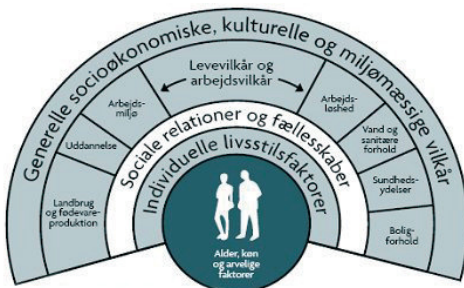 Generelle socioøkonomiske, kulturelle og miljømæssige vilkår
Levevilkår og
arbejdsvilkår
Landbrug
og fødevare-
produktion
Uddannelse
Arbejds-
miljø
Arbejds-
løshed
Vand og
sanitære
forhold
Sundheds-
ydelser
Bolig-
forhold
Sociale relationer og fællesskaber
Individuelle livsstilsfaktorer
Alder, køn
og arvelige
faktorer